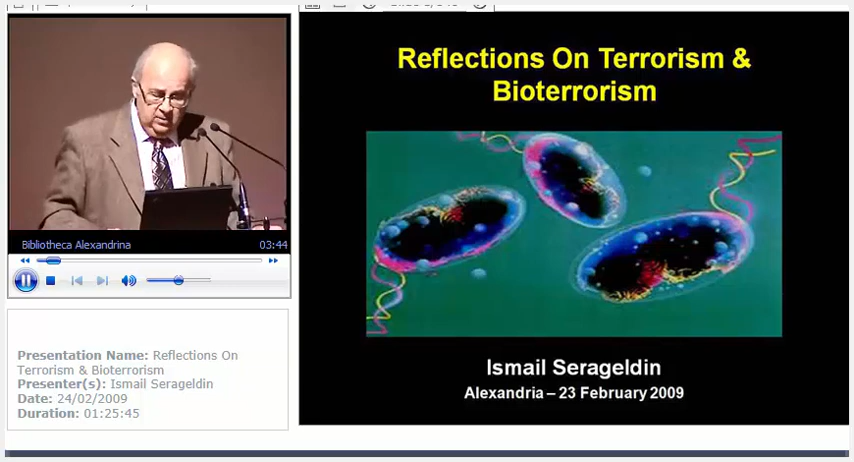 Reflections On Terrorism &
Bioterrorism
Ismail Serageldin
Alexandria – 23 February 2009
Bibliotheca Alexandrina 03:44
Presentation Name: Reflections On
Terrorism & Bioterrorism
Presenter(s): Ismail Serageldin
Date: 24/02/2009
Duration: 01:25:45